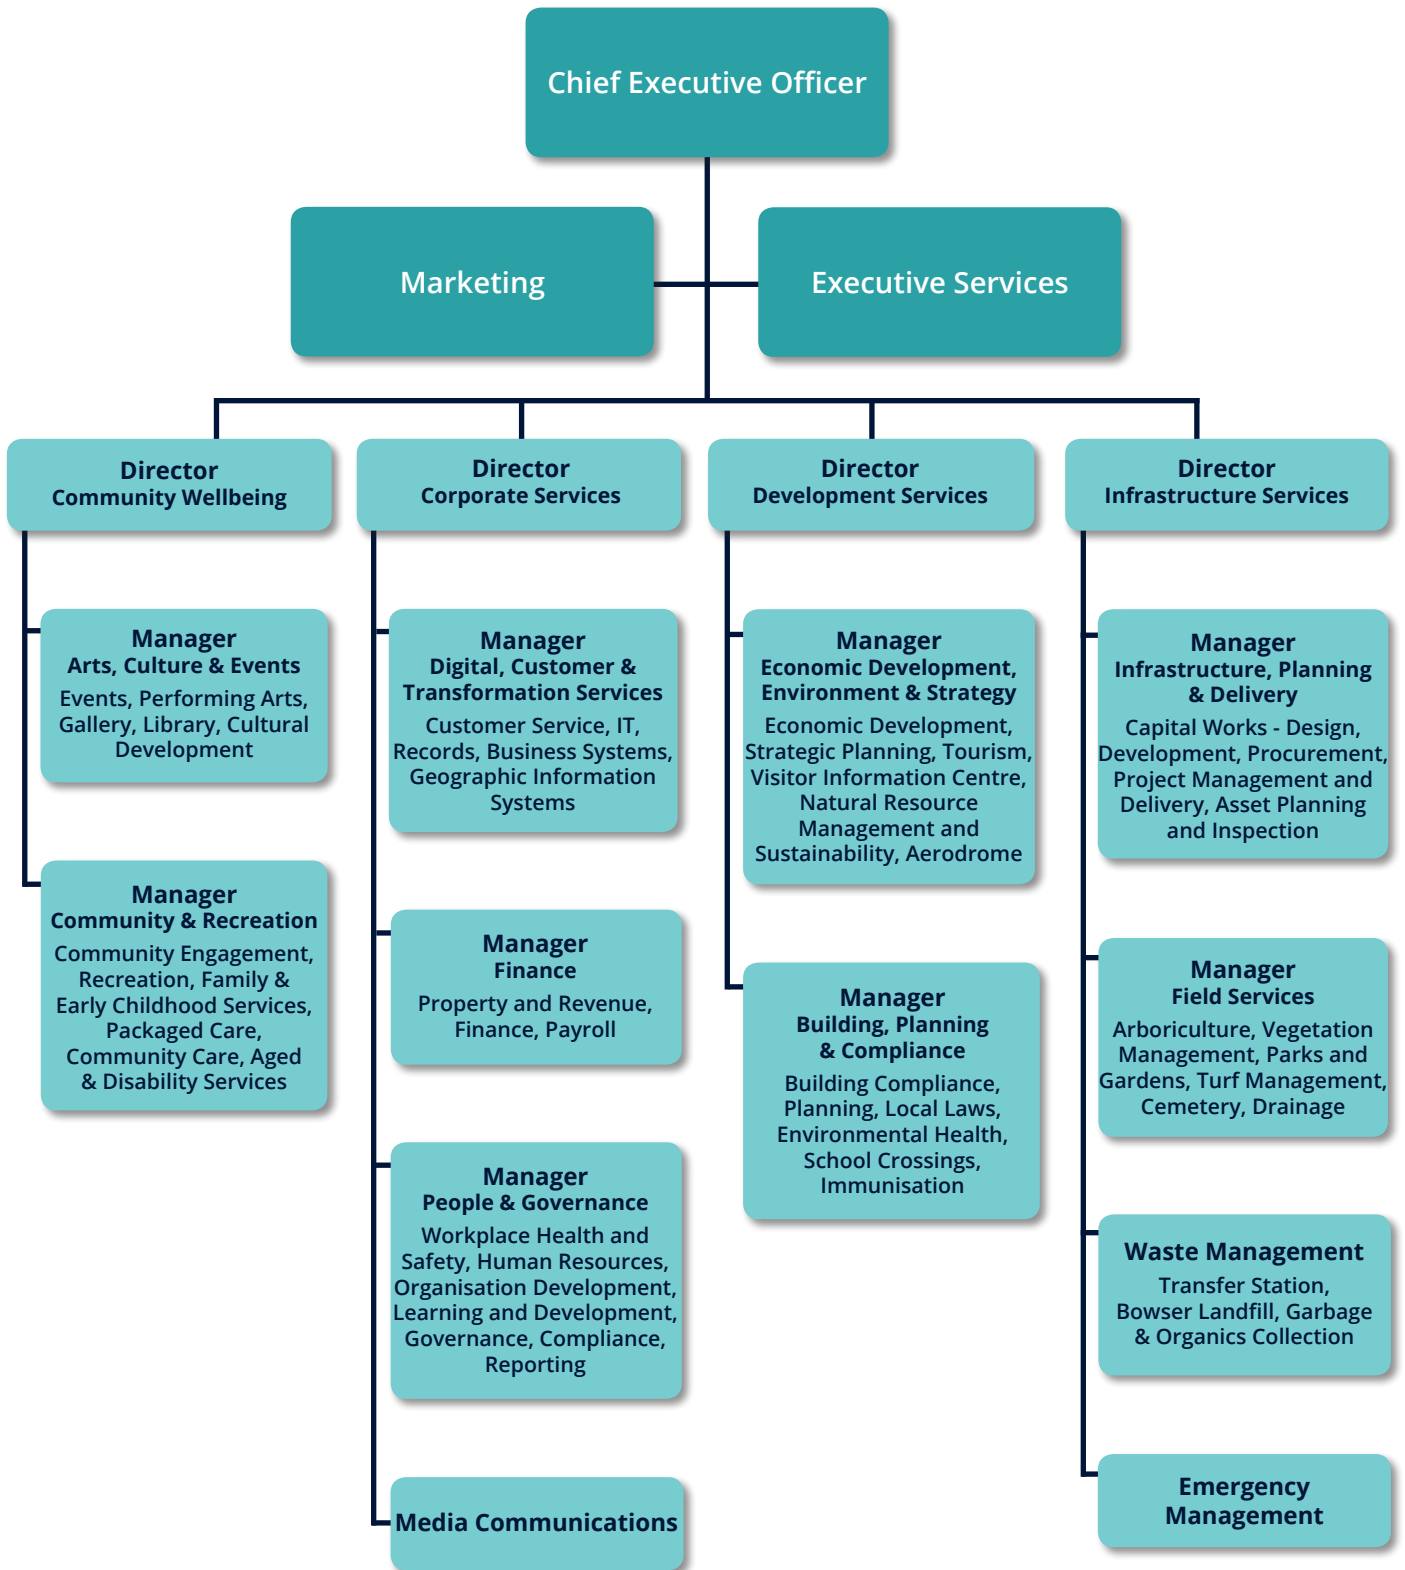 Chief Executive Officer
Marketing
Executive Services
Director
Community Wellbeing
Manager
Arts, Culture & Events
Events, Performing Arts,
Gallery, Library, Cultural
Development
Manager
Community & Recreation
Community Engagement,
Recreation, Family &
Early Childhood Services,
Packaged Care,
Community Care, Aged
& Disability Services
Director
Corporate Services
Manager
Digital, Customer &
Transformation Services
Customer Service, IT,
Records, Business Systems,
Geographic Information
Systems
Manager
Finance
Property and Revenue,
Finance, Payroll
Manager
People & Governance
Workplace Health and
Safety, Human Resources,
Organisation Development,
Learning and Development,
Governance, Compliance,
Reporting
Media Communications
Director
Development Services
Manager
Economic Development,
Environment & Strategy
Economic Development,
Strategic Planning, Tourism,
Visitor Information Centre,
Natural Resource
Management and
Sustainability, Aerodrome
Manager
Building, Planning
& Compliance
Building Compliance,
Planning, Local Laws,
Environmental Health,
School Crossings,
Immunisation
Director
Infrastructure Services
Manager
Infrastructure, Planning
& Delivery
Capital Works - Design,
Development, Procurement,
Project Management and
Delivery, Asset Planning
and Inspection
Manager
Field Services
Arboriculture, Vegetation
Management, Parks and
Gardens, Turf Management,
Cemetery, Drainage
Waste Management
Transfer Station,
Bowser Landfill, Garbage
& Organics Collection
Emergency
Management